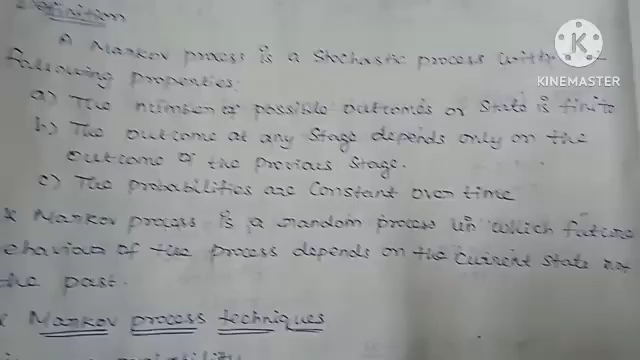 Definition
A Markov process is a Stochastic process with
following properties:
a) The number of possible outcomes or State is finite
b) The outcome at any Stage depends only on the
outcome of the previous Stage.
c) The probabilities are Constant over time
x Markov process is a random process in which future
behaviour of the process depends on the Current State not
the past.
x Markov process techniques
K
KINEMASTER